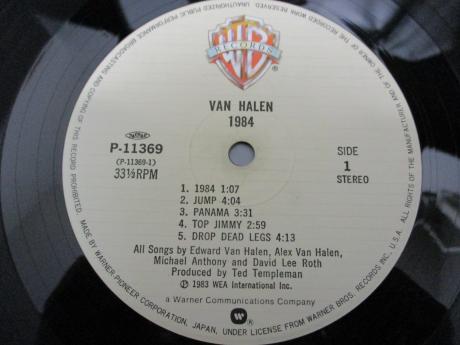 WB
RECORDS
VAN HALEN
1984
P-11369
(P-11369-1)
33⅓RPM
SIDE
1
STEREO
1. 1984 1:07
2. JUMP 4:04
3. PANAMA 3:31
4. TOP JIMMY 2:59
5. DROP DEAD LEGS 4:13
All Songs by Edward Van Halen, Alex Van Halen,
Michael Anthony and David Lee Roth
Produced by Ted Templeman
℗ 1983 WEA International Inc.
a Warner Communications Company
MADE BY WARNER-PIONEER CORPORATION, JAPAN, UNDER LICENSE FROM WARNER BROS. RECORDS INC. U.S.A. ALL RIGHTS OF THE MANUFACTURER AND OF THE OWNER OF THE RECORDED WORK RESERVED. UNAUTHORIZED PUBLIC PERFORMANCE, BROADCASTING AND COPYING OF THIS RECORD PROHIBITED.